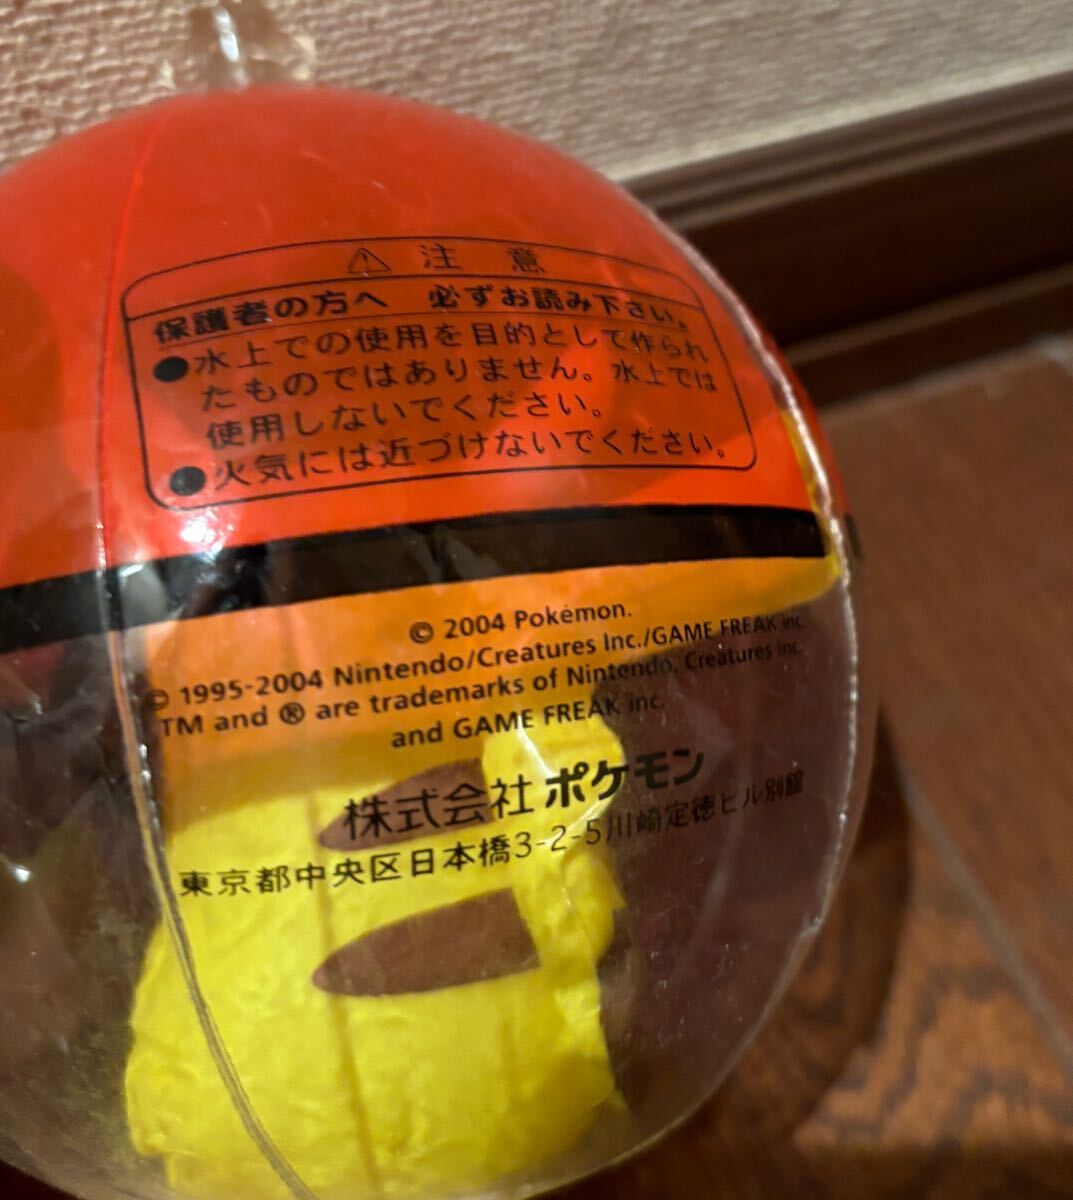 ⚠ 注意
保護者の方へ 必ずお読み下さい。
●水上での使用を目的として作られ
たものではありません。水上では
使用しないでください。
●火気には近づけないでください。
© 2004 Pokémon.
© 1995-2004 Nintendo/Creatures Inc./GAME FREAK inc.
TM and ® are trademarks of Nintendo, Creatures inc.
and GAME FREAK inc.
株式会社 ポケモン
東京都中央区日本橋3-2-5川崎定徳ビル別館